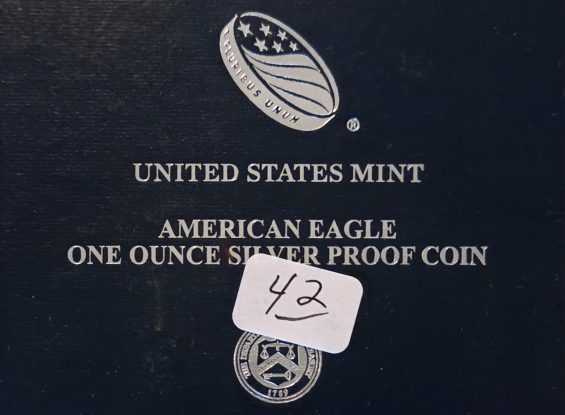 E PLURIBUS UNUM
®
UNITED STATES MINT
AMERICAN EAGLE
ONE OUNCE SILVER PROOF COIN
42
1789